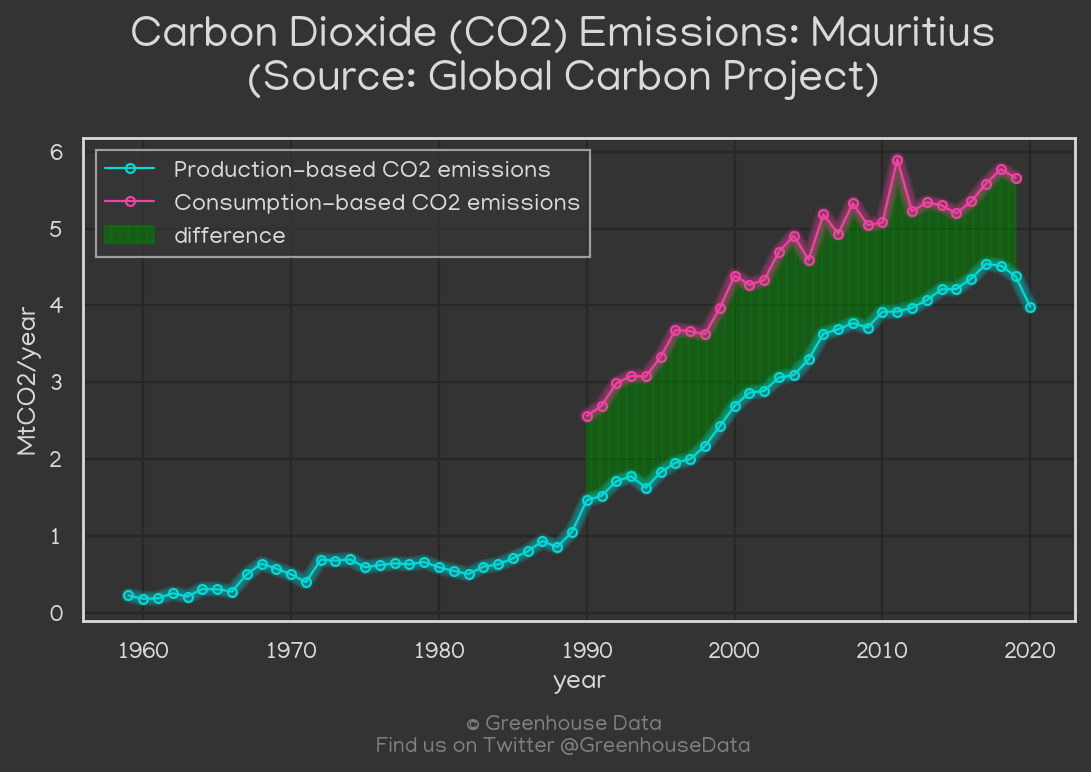 Carbon Dioxide (CO2) Emissions: Mauritius
(Source: Global Carbon Project)
Production-based CO2 emissions
Consumption-based CO2 emissions
difference
MtCO2/year
6
5
4
3
2
1
0
1960 1970 1980 1990 2000 2010 2020
year
© Greenhouse Data
Find us on Twitter @GreenhouseData